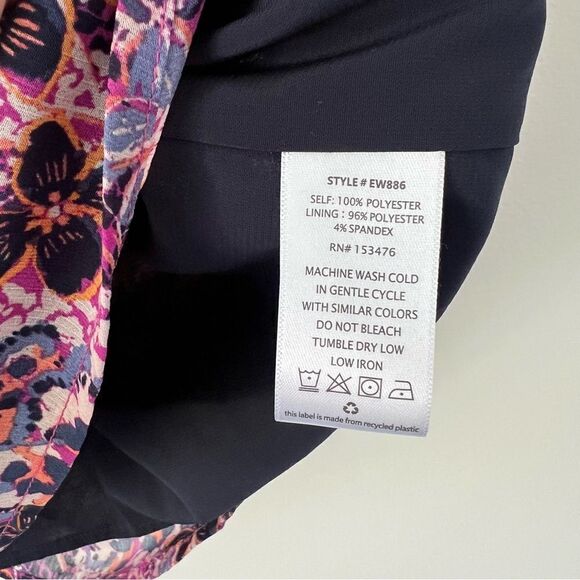 STYLE # EW886
SELF: 100% POLYESTER
LINING : 96% POLYESTER
4% SPANDEX
RN# 153476
MACHINE WASH COLD
IN GENTLE CYCLE
WITH SIMILAR COLORS
DO NOT BLEACH
TUMBLE DRY LOW
LOW IRON
this label is made from recycled plastic